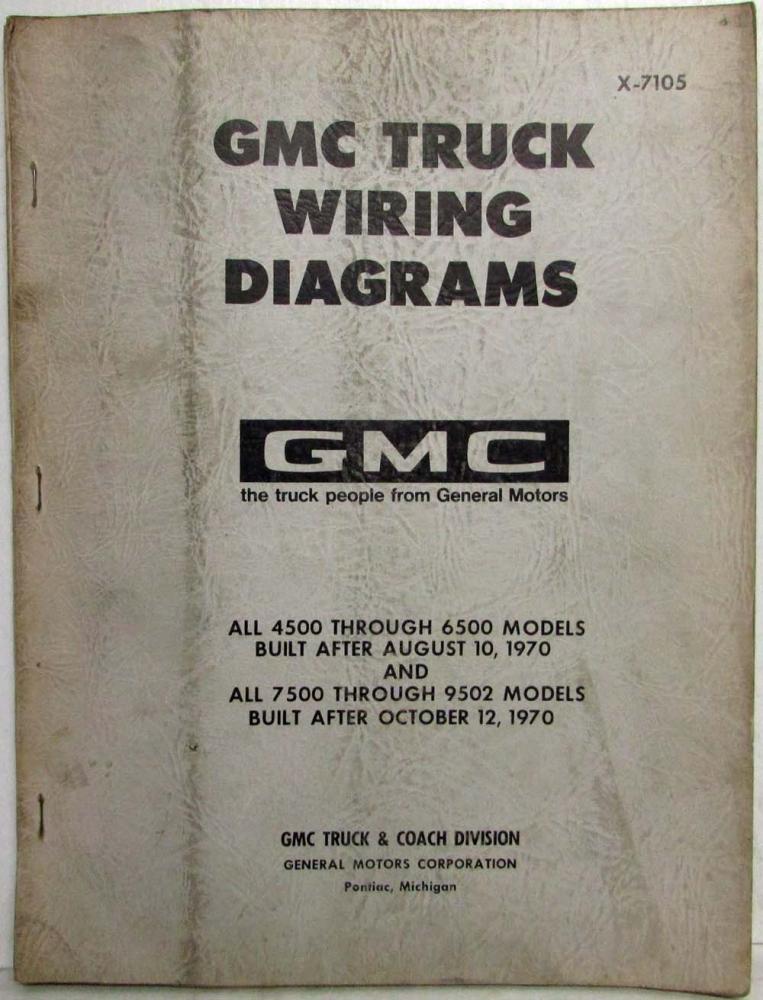 X-7105
GMC TRUCK
WIRING
DIAGRAMS
GMC
the truck people from General Motors
ALL 4500 THROUGH 6500 MODELS
BUILT AFTER AUGUST 10, 1970
AND
ALL 7500 THROUGH 9502 MODELS
BUILT AFTER OCTOBER 12, 1970
GMC TRUCK & COACH DIVISION
GENERAL MOTORS CORPORATION
Pontiac, Michigan